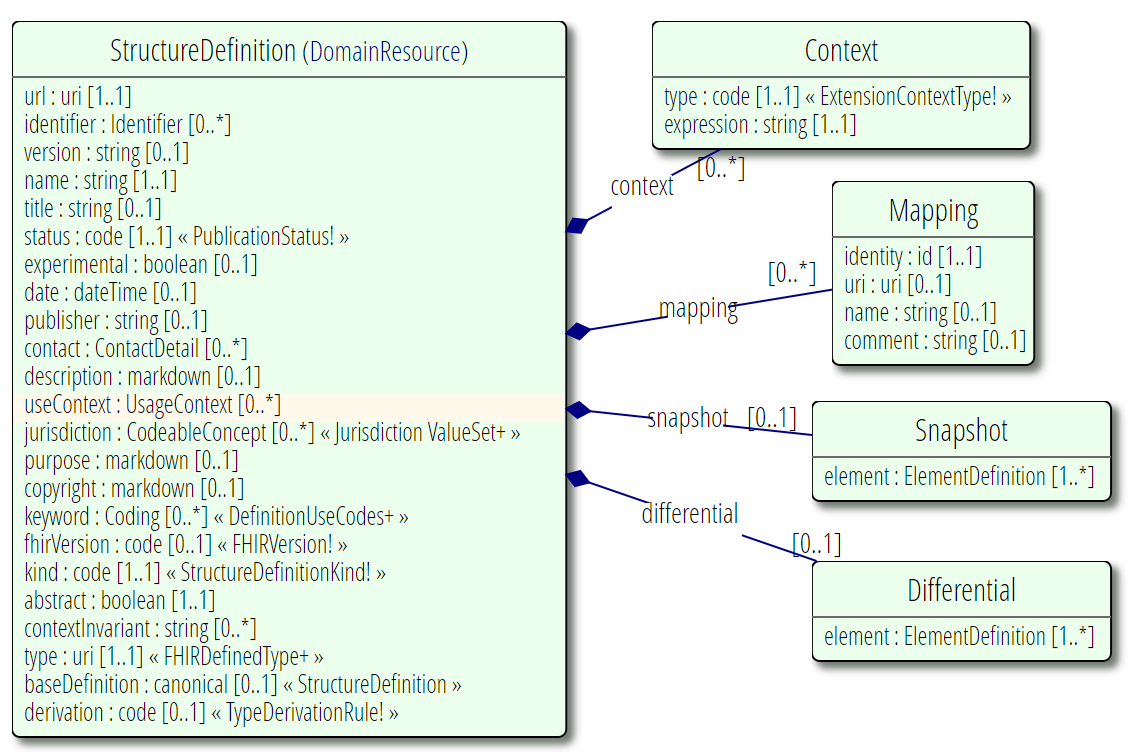 StructureDefinition (DomainResource)
url : uri [1..1]
identifier : Identifier [0..*]
version : string [0..1]
name : string [1..1]
title : string [0..1]
status : code [1..1] « PublicationStatus! »
experimental : boolean [0..1]
date : dateTime [0..1]
publisher : string [0..1]
contact : ContactDetail [0..*]
description : markdown [0..1]
useContext : UsageContext [0..*]
jurisdiction : CodeableConcept [0..*] « Jurisdiction ValueSet+ »
purpose : markdown [0..1]
copyright : markdown [0..1]
keyword : Coding [0..*] « DefinitionUseCodes+ »
fhirVersion : code [0..1] « FHIRVersion! »
kind : code [1..1] « StructureDefinitionKind! »
abstract : boolean [1..1]
contextInvariant : string [0..*]
type : uri [1..1] « FHIRDefinedType+ »
baseDefinition : canonical [0..1] « StructureDefinition »
derivation : code [0..1] « TypeDerivationRule! »
context
[0..*]
Context
type : code [1..1] « ExtensionContextType! »
expression : string [1..1]
mapping
[0..*]
Mapping
identity : id [1..1]
uri : uri [0..1]
name : string [0..1]
comment : string [0..1]
snapshot
[0..1]
Snapshot
element : ElementDefinition [1..*]
differential
[0..1]
Differential
element : ElementDefinition [1..*]